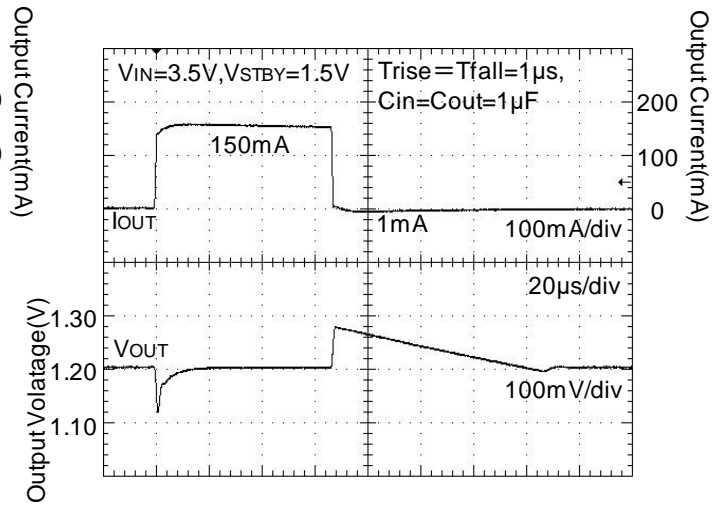 Output Current(mA)
VIN=3.5V,VSTBY=1.5V
Trise=Tfall=1μs,
Cin=Cout=1μF
200
150mA
100
Output Current(mA)
IOUT
1mA
0
100mA/div
20μs/div
Output Volatage(V)
1.30
VOUT
1.20
100mV/div
1.10